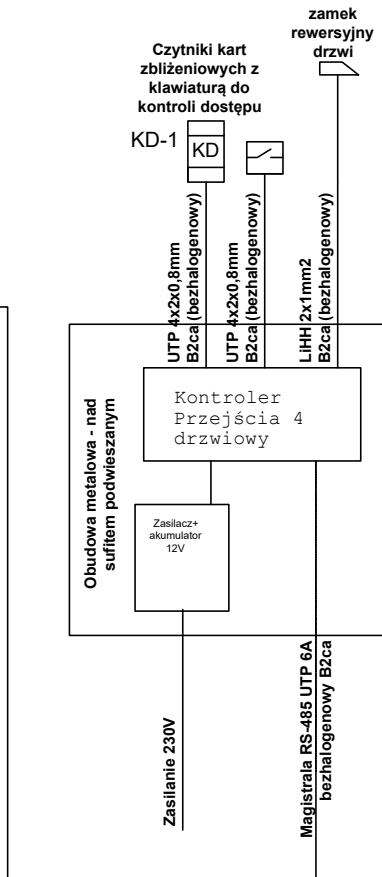 zamek
rewersyjny
drzwi
Czytniki kart
zbliżeniowych z
klawiaturą do
kontroli dostępu
KD-1
KD
UTP 4x2x0,8mm
B2ca (bezhalogenowy)
UTP 4x2x0,8mm
B2ca (bezhalogenowy)
LiHH 2x1mm2
B2ca (bezhalogenowy)
Kontroler
Przejścia 4
drzwiowy
Obudowa metalowa - nad
sufitem podwieszanym
Zasilacz+
akumulator
12V
Zasilanie 230V
Magistrala RS-485 UTP 6A
bezhalogenowy B2ca